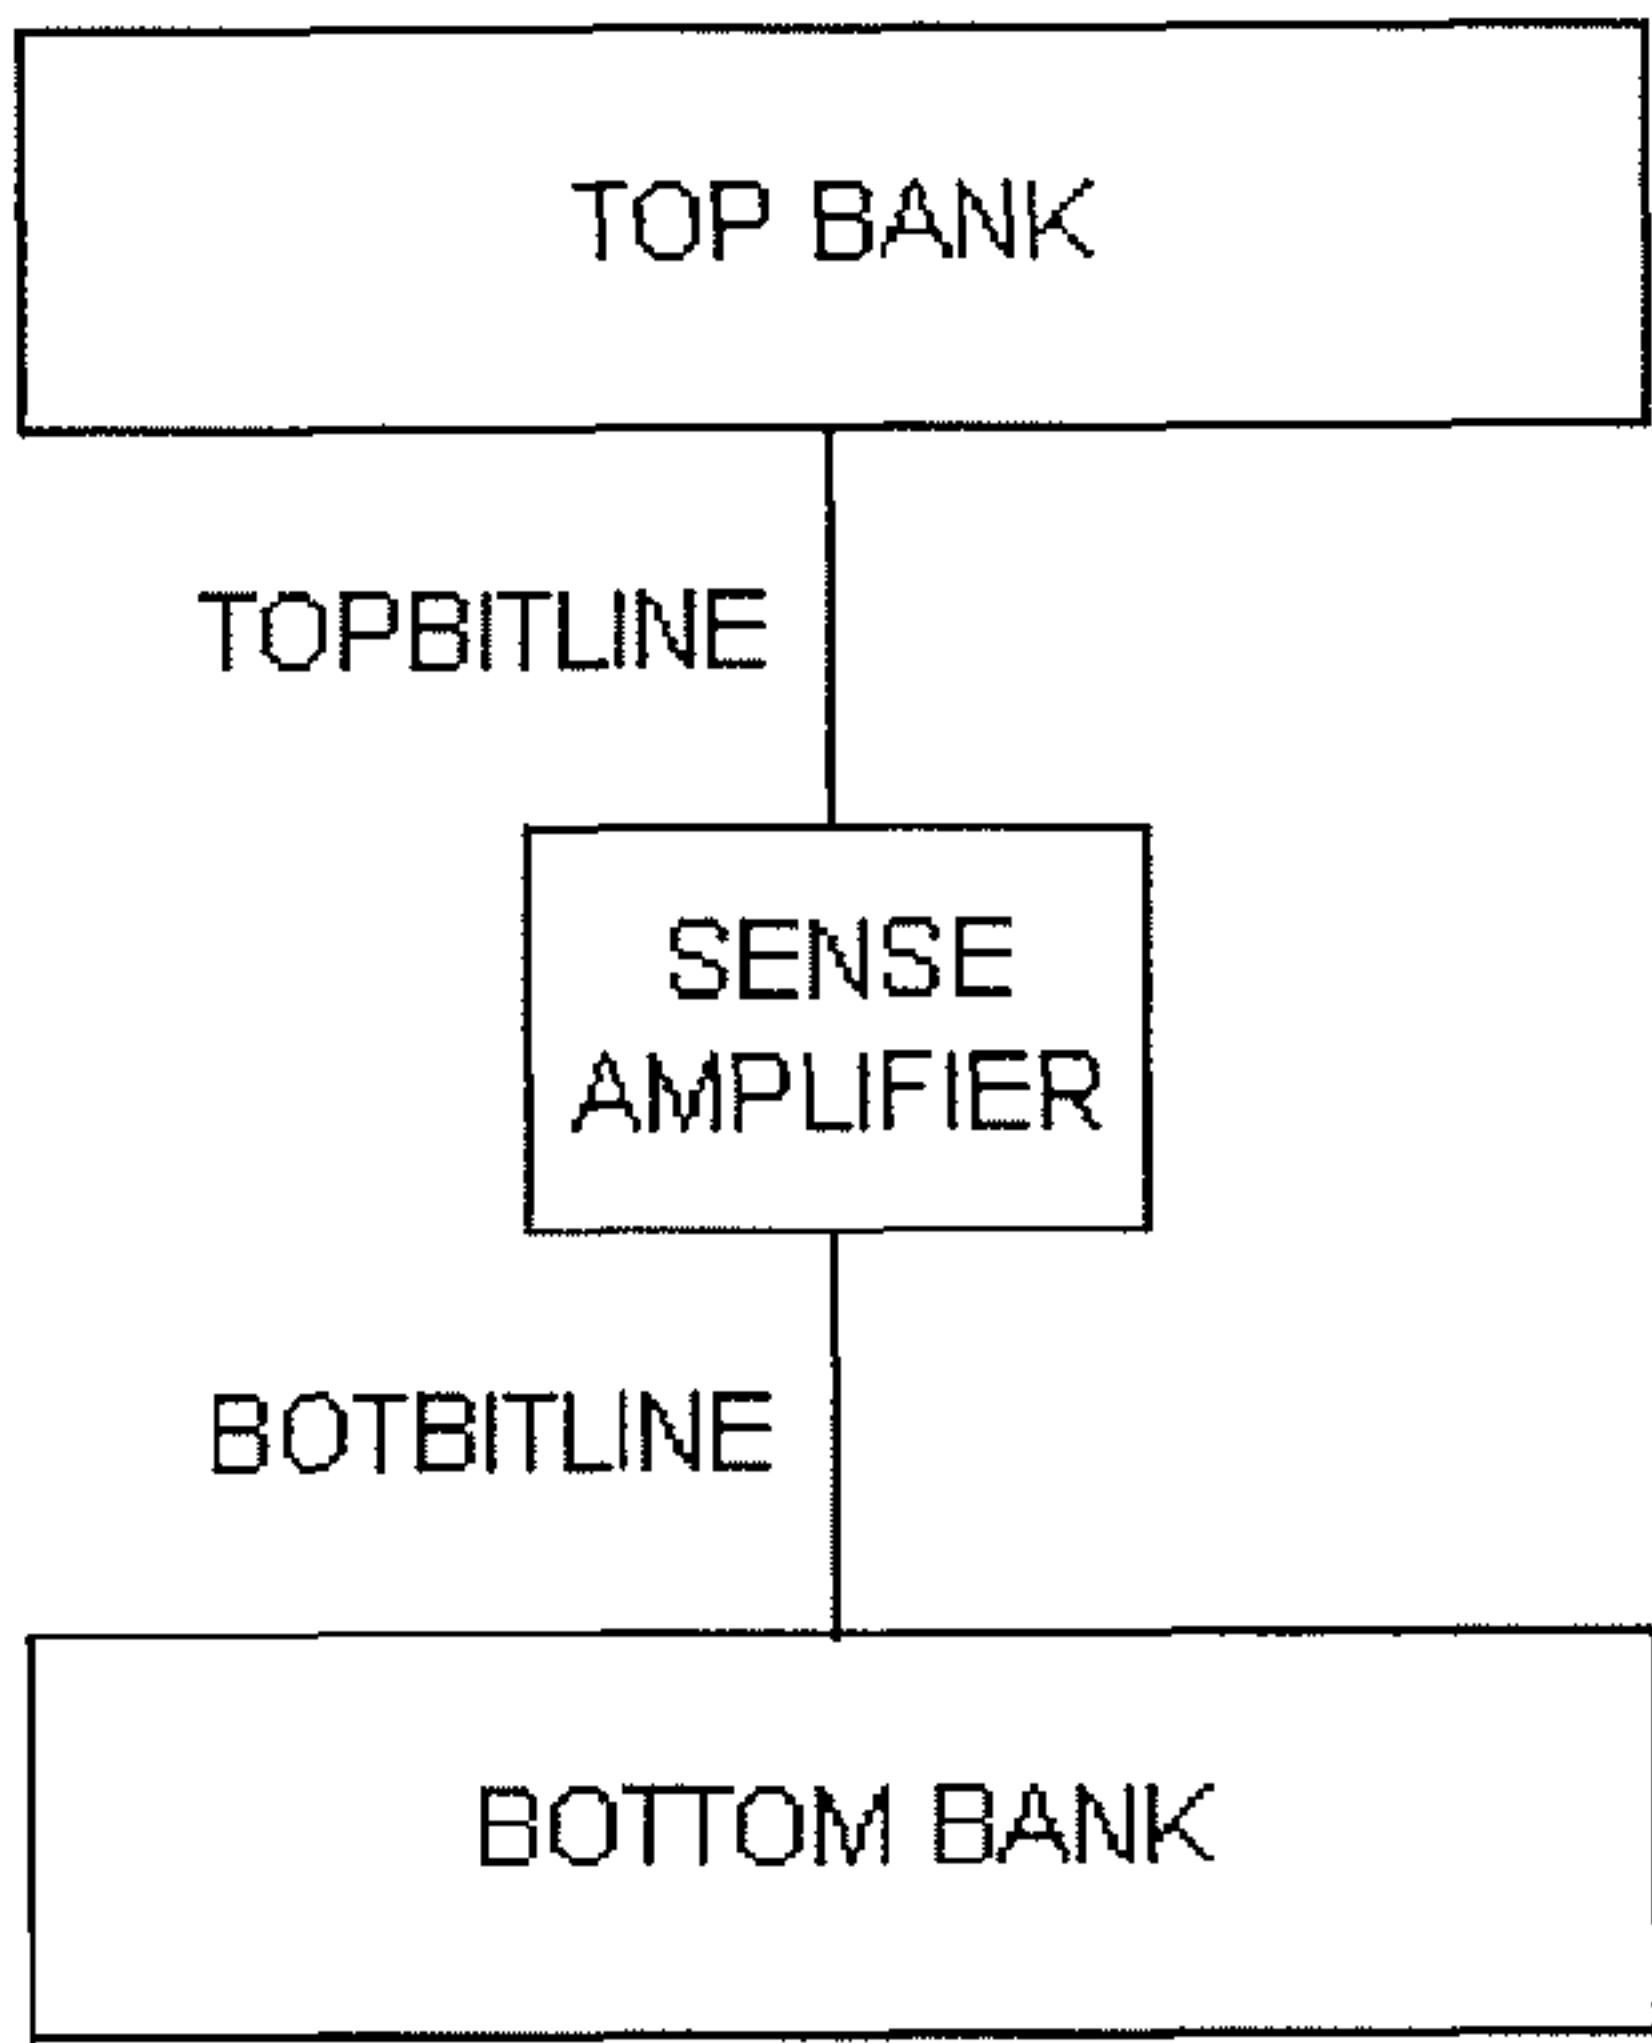 TOP BANK
TOPBITLINE
SENSE
AMPLIFIER
BOTBITLINE
BOTTOM BANK